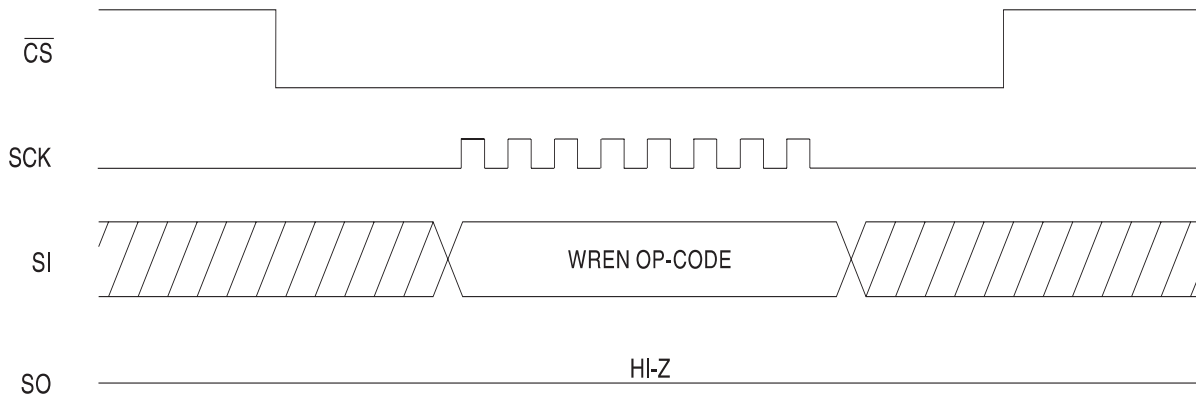 CS
SCK
SI
WREN OP-CODE
SO
HI-Z